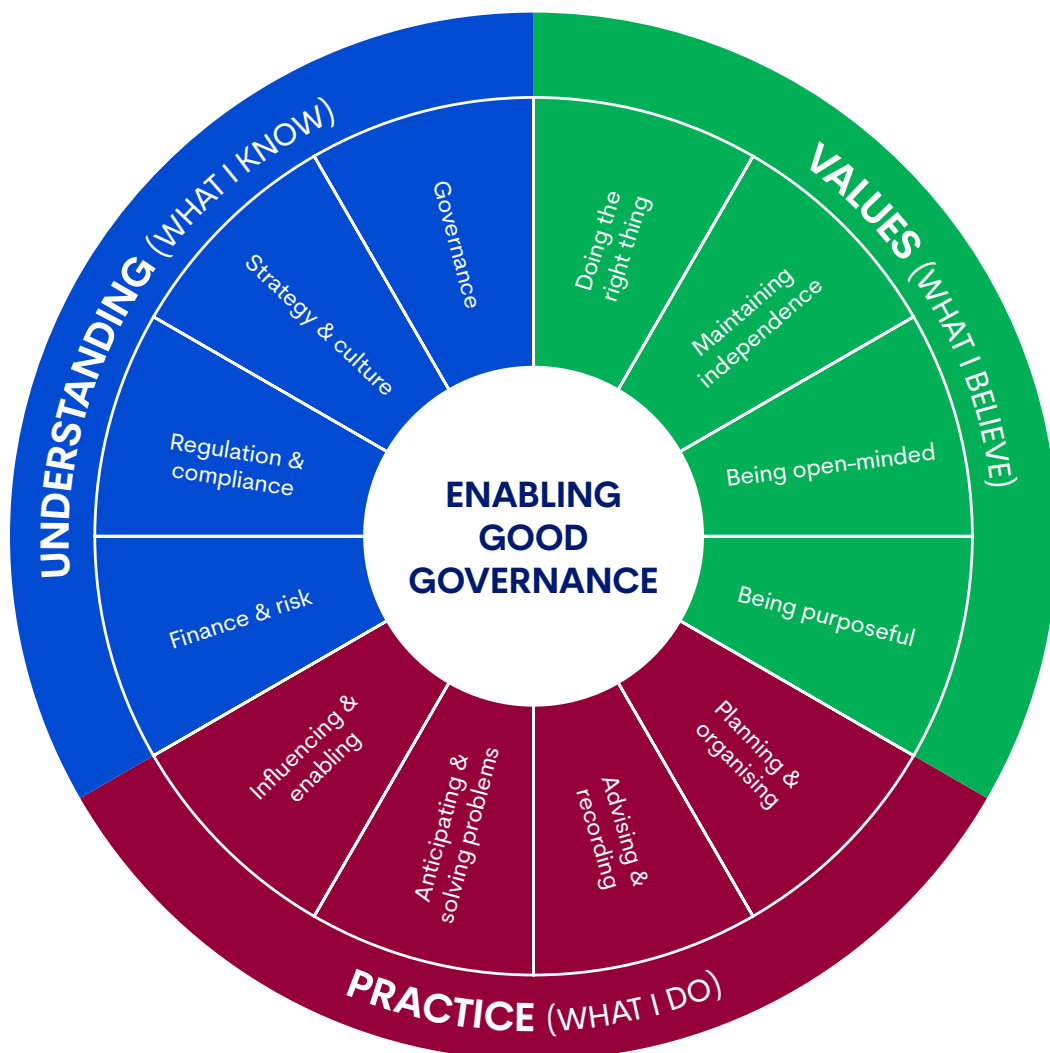 ENABLING
GOOD
GOVERNANCE
VALUES (WHAT I BELIEVE)
Doing the
right thing
Maintaining
independence
Being open-minded
Being purposeful
PRACTICE (WHAT I DO)
Planning &
organising
Advising &
recording
Anticipating &
solving problems
Influencing &
enabling
UNDERSTANDING (WHAT I KNOW)
Finance & risk
Regulation &
compliance
Strategy & culture
Governance